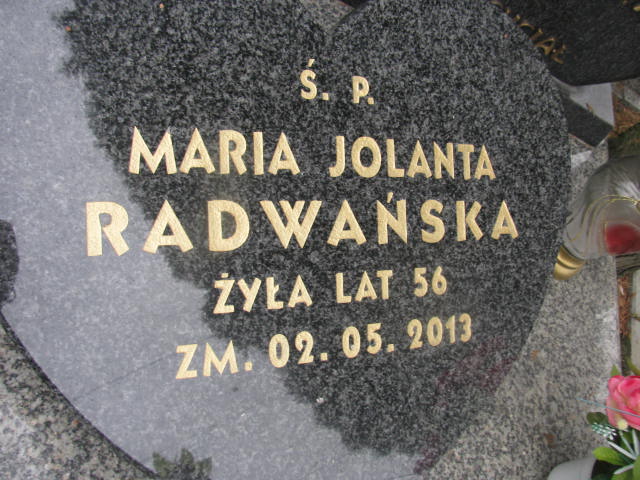 Ś. P.
MARIA JOLANTA
RADWAŃSKA
ŻYŁA LAT 56
ZM. 02. 05. 2013